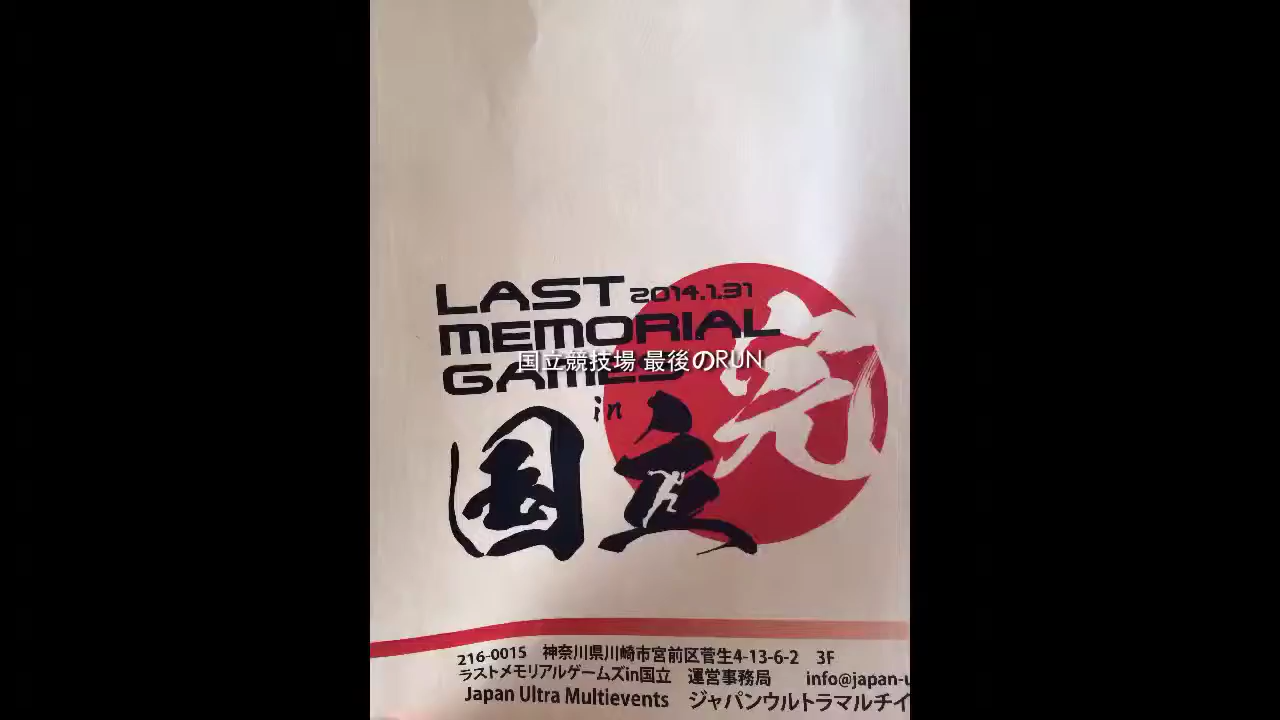 LAST 2014.1.31
MEMORIAL
国立競技場 最後のRUN
GAMES
in
国立
完
216-0015 神奈川県川崎市宮前区菅生4-13-6-2 3F
ラストメモリアルゲームズin国立 運営事務局 info@japan-u
Japan Ultra Multievents ジャパンウルトラマルチイ